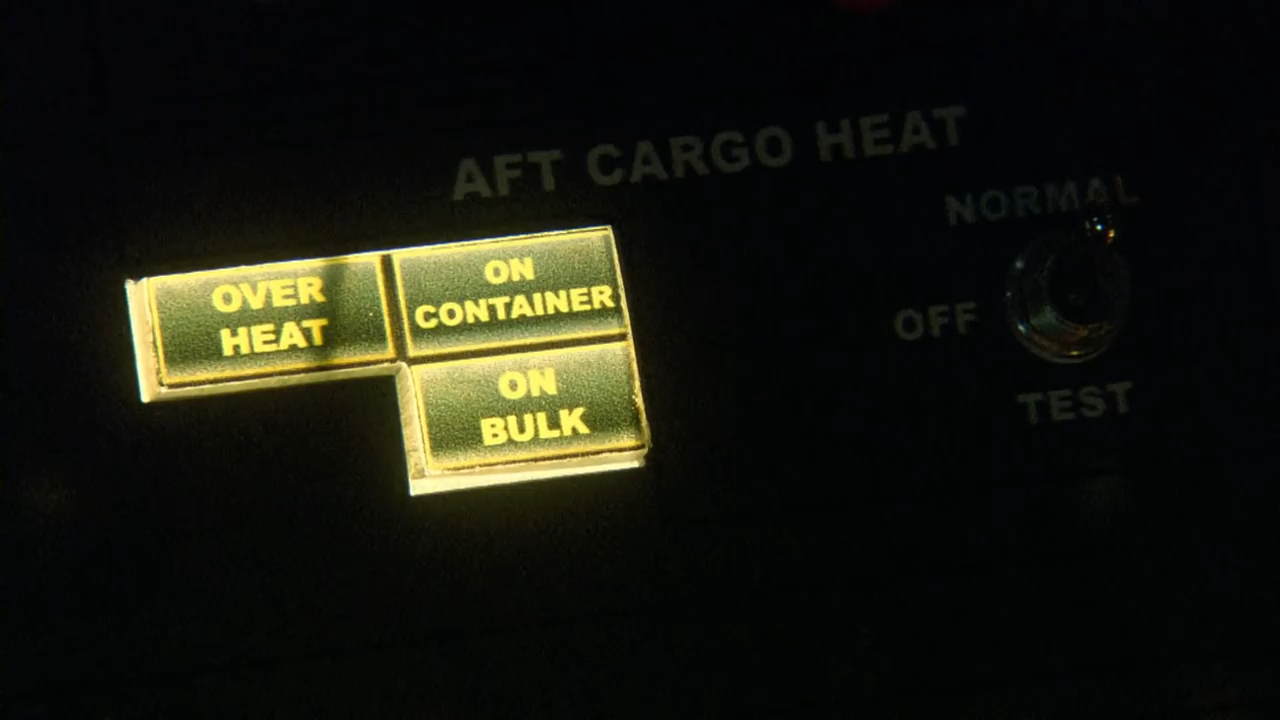 AFT CARGO HEAT
NORMAL
OVER
HEAT
ON
CONTAINER
OFF
ON
BULK
TEST